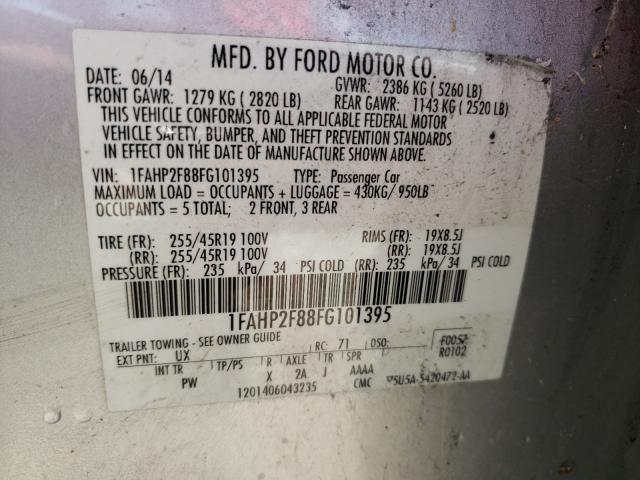 MFD. BY FORD MOTOR CO.
DATE: 06/14 GVWR: 2386 KG ( 5260 LB)
FRONT GAWR: 1279 KG ( 2820 LB) REAR GAWR: 1143 KG ( 2520 LB)
THIS VEHICLE CONFORMS TO ALL APPLICABLE FEDERAL MOTOR
VEHICLE SAFETY, BUMPER, AND THEFT PREVENTION STANDARDS
IN EFFECT ON THE DATE OF MANUFACTURE SHOWN ABOVE.
VIN: 1FAHP2F88FG101395 TYPE: Passenger Car
MAXIMUM LOAD = OCCUPANTS + LUGGAGE = 430KG/ 950LB
OCCUPANTS = 5 TOTAL; 2 FRONT, 3 REAR
TIRE (FR): 255/45R19 100V RIMS (FR): 19X8.5J
(RR): 255/45R19 100V (RR): 19X8.5J
PRESSURE (FR): 235 kPa/ 34 PSI COLD (RR): 235 kPa/ 34 PSI COLD
1FAHP2F88FG101395
TRAILER TOWING - SEE OWNER GUIDE
EXT PNT: UX RC: 71 DSO: F0052
R0102
INT TR TP/PS R AXLE TR SPR
PW X 2A J AAAA
1201406043235 CMC 5U5A-5420472-AA